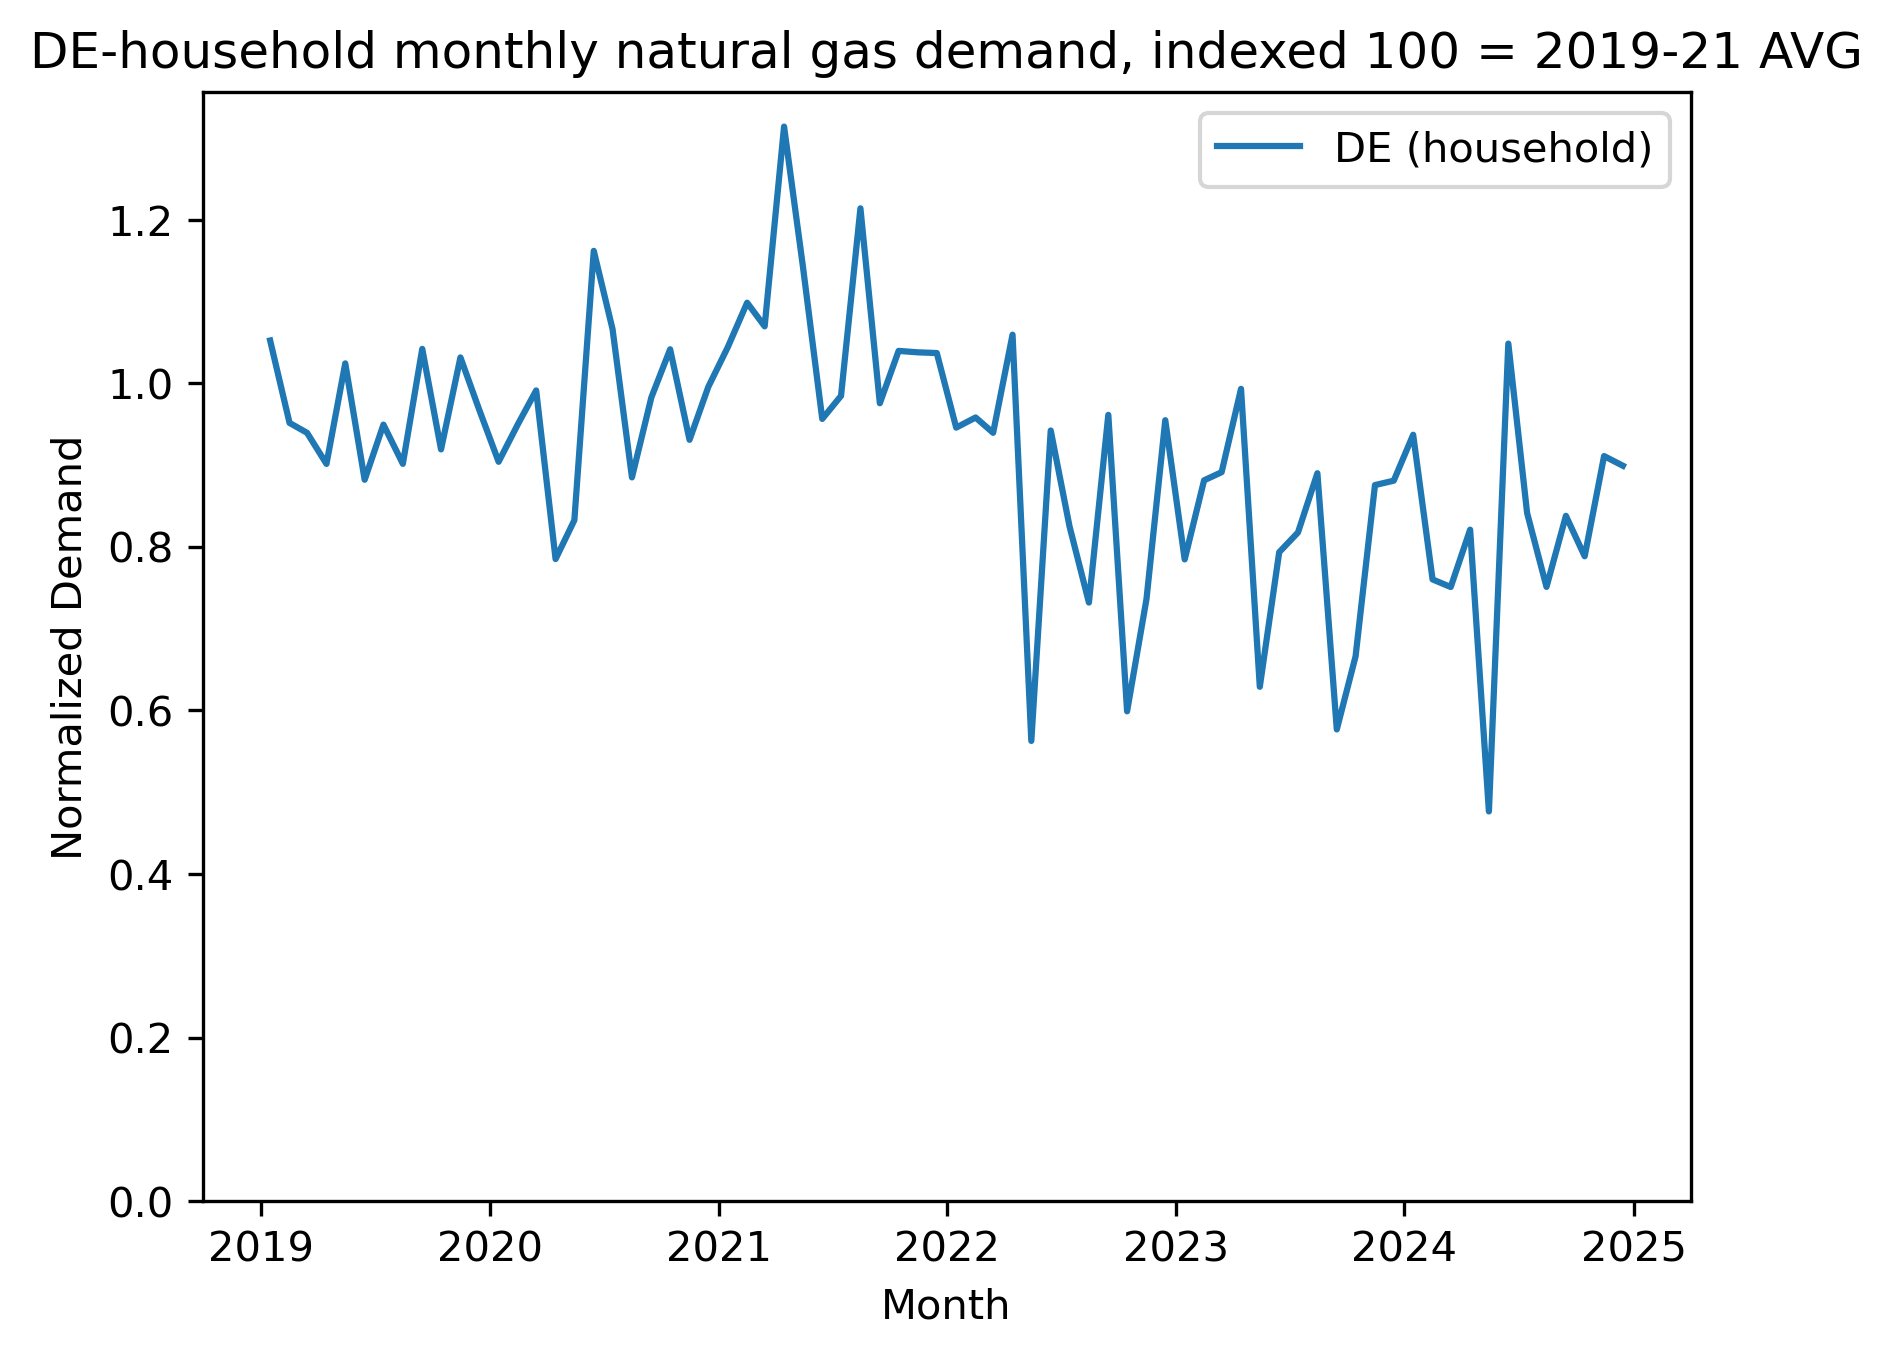 DE-household monthly natural gas demand, indexed 100 = 2019-21 AVG
DE (household)
Normalized Demand
1.2
1.0
0.8
0.6
0.4
0.2
0.0
2019 2020 2021 2022 2023 2024 2025
Month